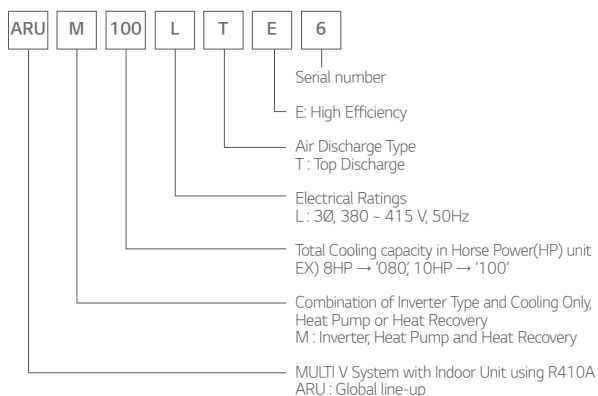 ARU M 100 L T E 6
Serial number
E: High Efficiency
Air Discharge Type
T : Top Discharge
Electrical Ratings
L : 3Ø, 380 ~ 415 V, 50Hz
Total Cooling capacity in Horse Power(HP) unit
EX) 8HP → ‘080’, 10HP → ‘100’
Combination of Inverter Type and Cooling Only,
Heat Pump or Heat Recovery
M : Inverter, Heat Pump and Heat Recovery
MULTI V System with Indoor Unit using R410A
ARU : Global line-up